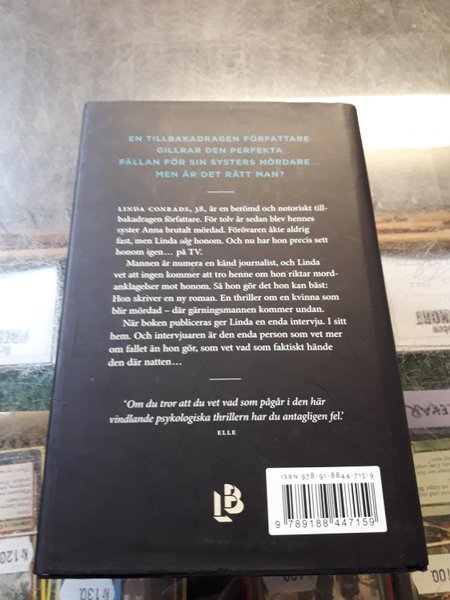 EN TILLBAKADRAGEN FÖRFATTARE
GILLRAR DEN PERFEKTA
FÄLLAN FÖR SIN SYSTERS MÖRDARE...
MEN ÄR DET RÄTT MAN?
LINDA CONRADS, 38, är en berömd och notoriskt till-
bakadragen författare. För tolv år sedan blev hennes
syster Anna brutalt mördad. Förövaren åkte aldrig
fast, men Linda såg honom. Och nu har hon precis sett
honom igen... på TV.
Mannen är numera en känd journalist, och Linda
vet att ingen kommer att tro henne om hon riktar mord-
anklagelser mot honom. Så hon gör det hon kan bäst:
Hon skriver en ny roman. En thriller om en kvinna som
blir mördad – där gärningsmannen kommer undan.
När boken publiceras ger Linda en enda intervju. I sitt
hem. Och intervjuaren är den enda person som vet mer
om fallet än hon gör, som vet vad som faktiskt hände
den där natten...
'Om du tror att du vet vad som pågår i den här
vindlande psykologiska thrillern har du antagligen fel.'
ELLE
ISBN 978-91-8844-715-9
9 789188 447159
LB
EKAR
Kr120
Kr130